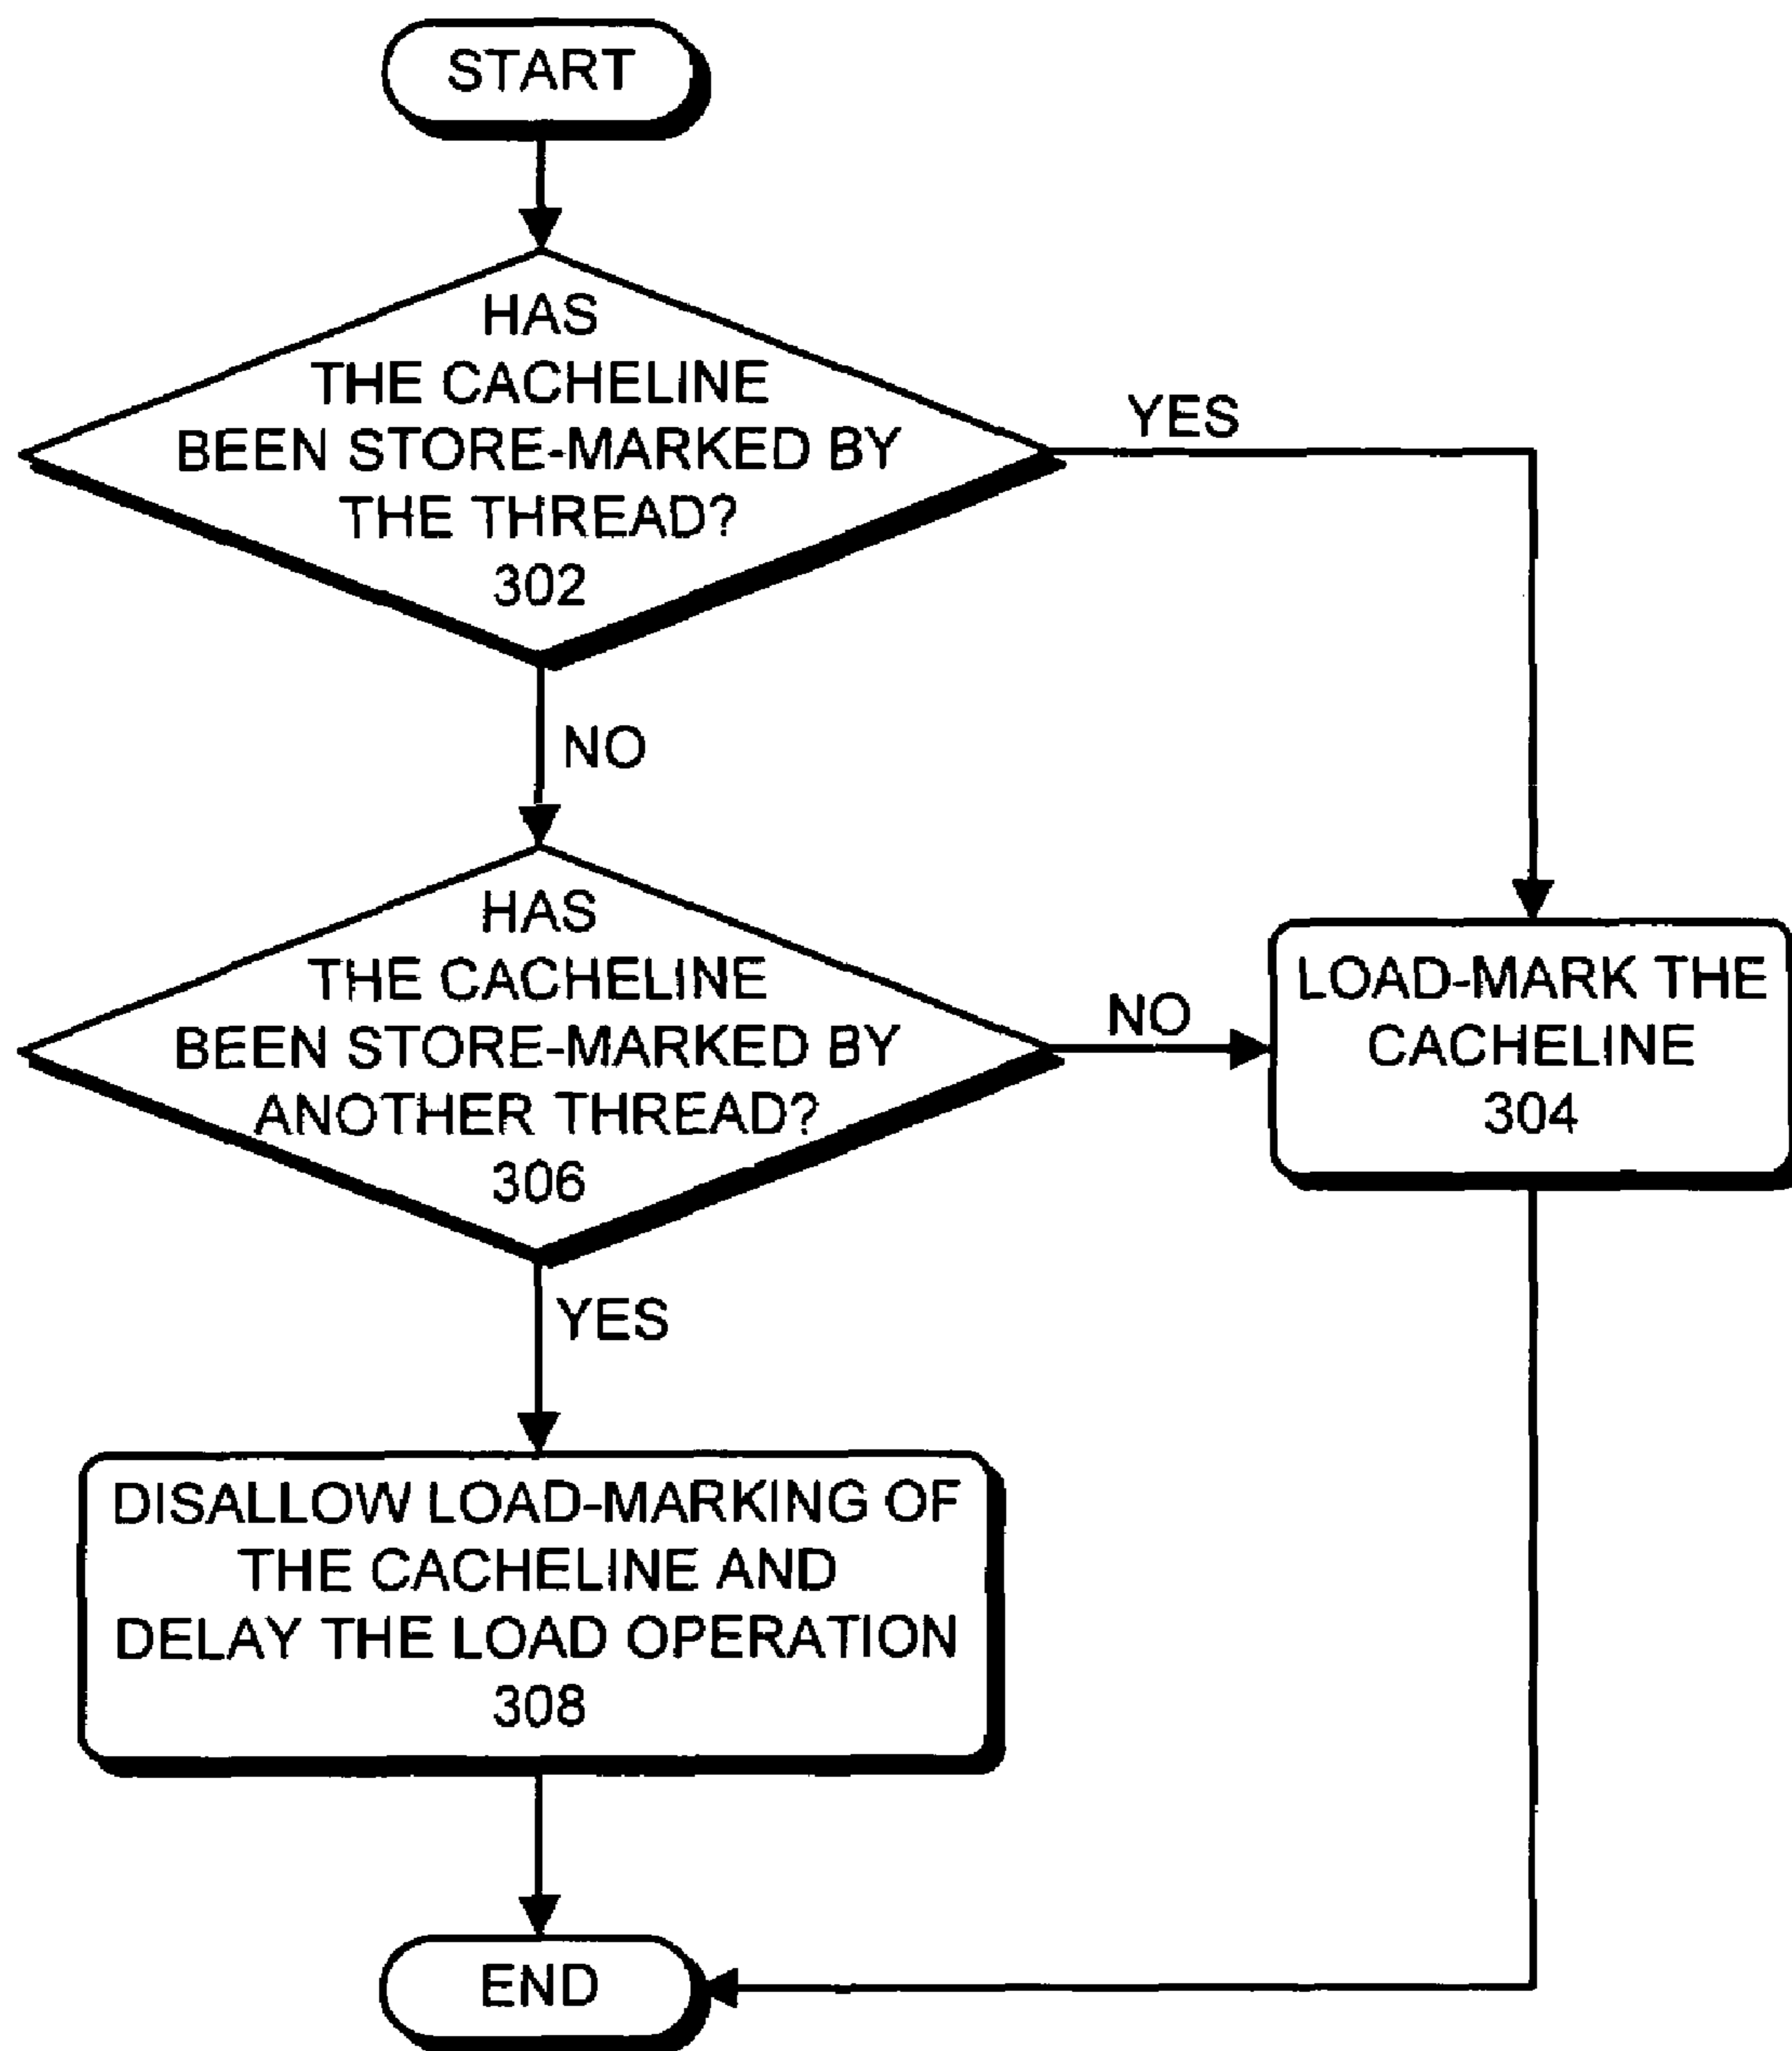 START
HAS
THE CACHELINE
BEEN STORE-MARKED BY
THE THREAD?
302
YES
NO
HAS
THE CACHELINE
BEEN STORE-MARKED BY
ANOTHER THREAD?
306
NO
LOAD-MARK THE
CACHELINE
304
YES
DISALLOW LOAD-MARKING OF
THE CACHELINE AND
DELAY THE LOAD OPERATION
308
END